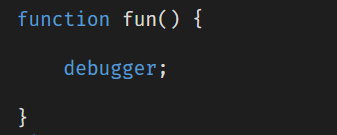 function fun() {
debugger;
}